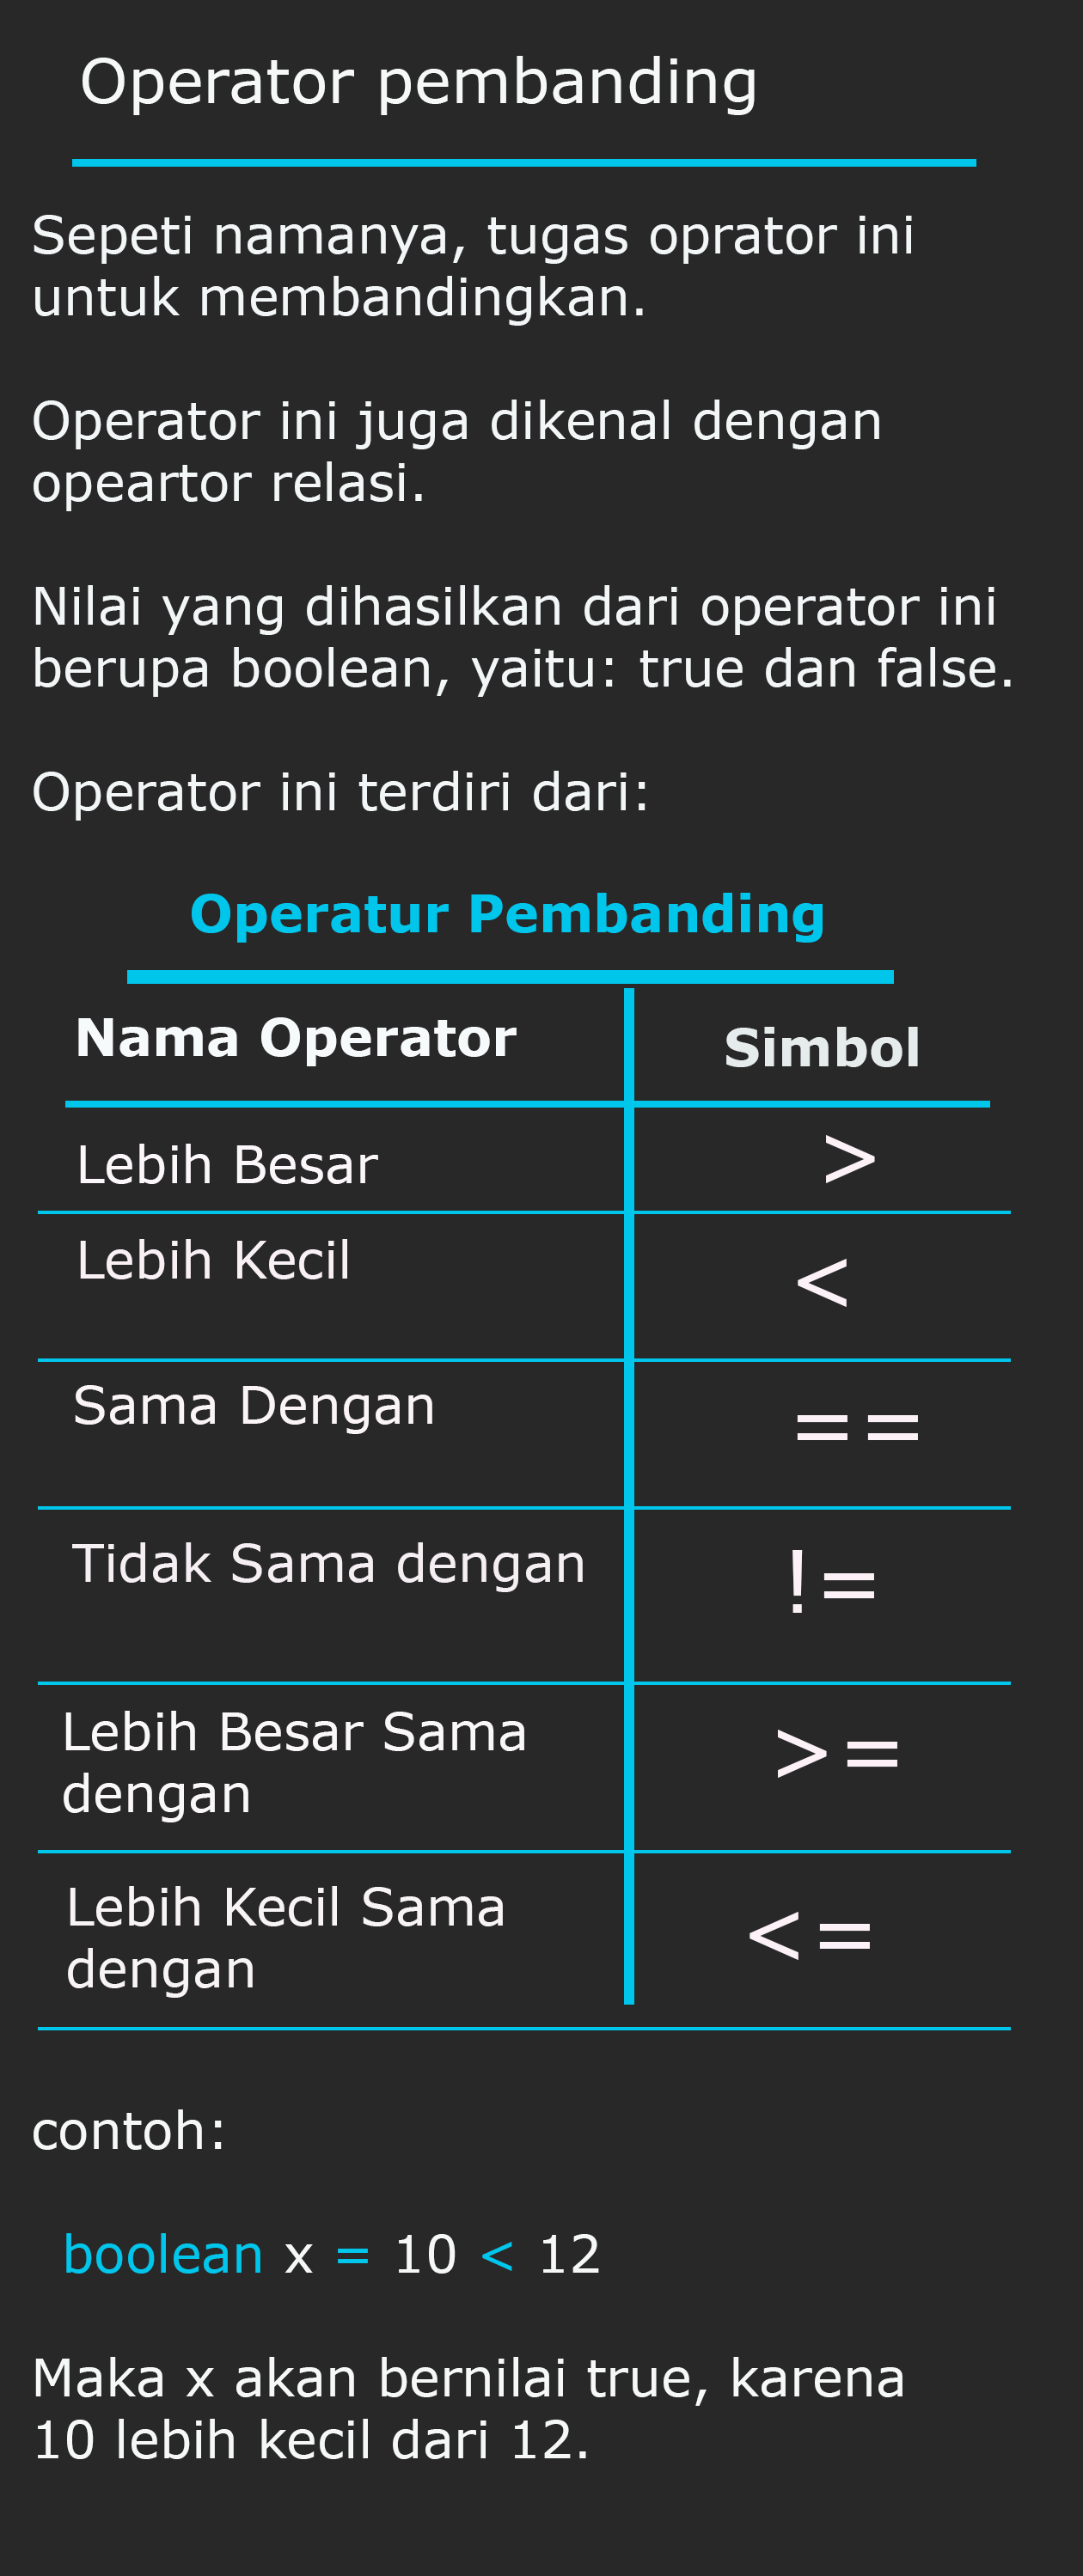 Operator pembanding
Sepeti namanya, tugas oprator ini
untuk membandingkan.
Operator ini juga dikenal dengan
opeartor relasi.
Nilai yang dihasilkan dari operator ini
berupa boolean, yaitu: true dan false.
Operator ini terdiri dari:
Operatur Pembanding
Nama Operator Simbol
Lebih Besar >
Lebih Kecil <
Sama Dengan ==
Tidak Sama dengan !=
Lebih Besar Sama
dengan >=
Lebih Kecil Sama
dengan <=
contoh:
boolean x = 10 < 12
Maka x akan bernilai true, karena
10 lebih kecil dari 12.